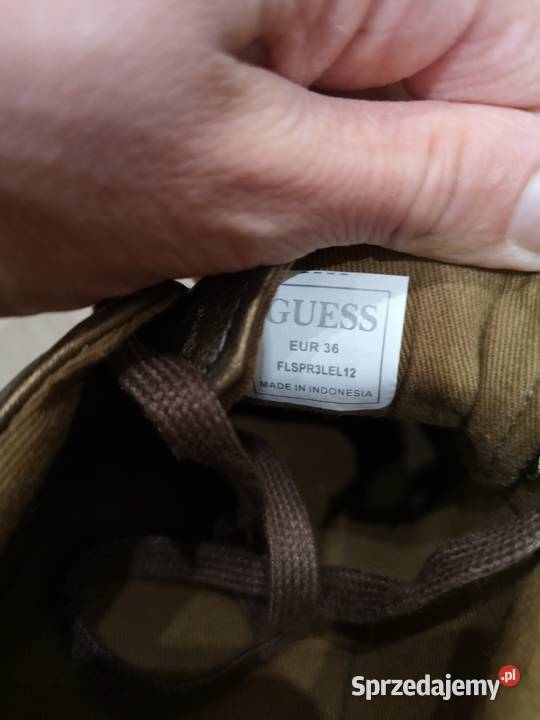 GUESS
EUR 36
FLSPR3LEL12
MADE IN INDONESIA
Sprzedajemy.pl